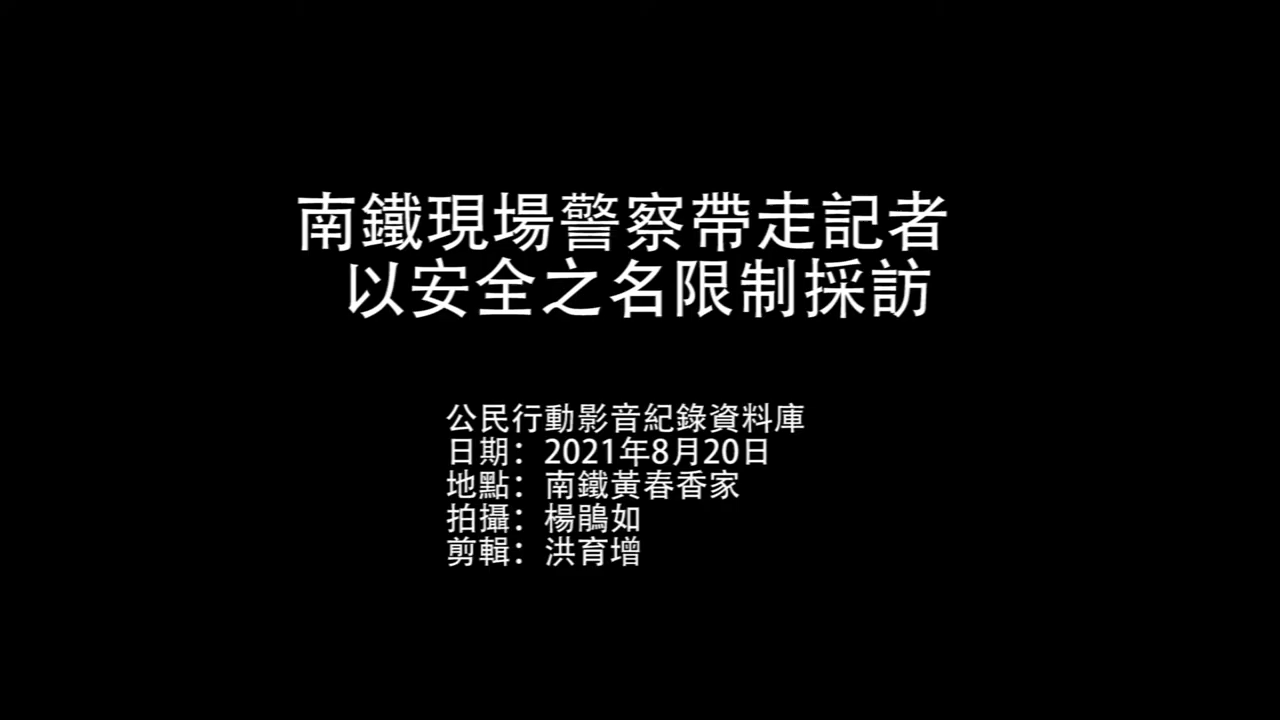 南鐵現場警察帶走記者
以安全之名限制採訪
公民行動影音紀錄資料庫
日期：2021年8月20日
地點：南鐵黃春香家
拍攝：楊鵑如
剪輯：洪育增